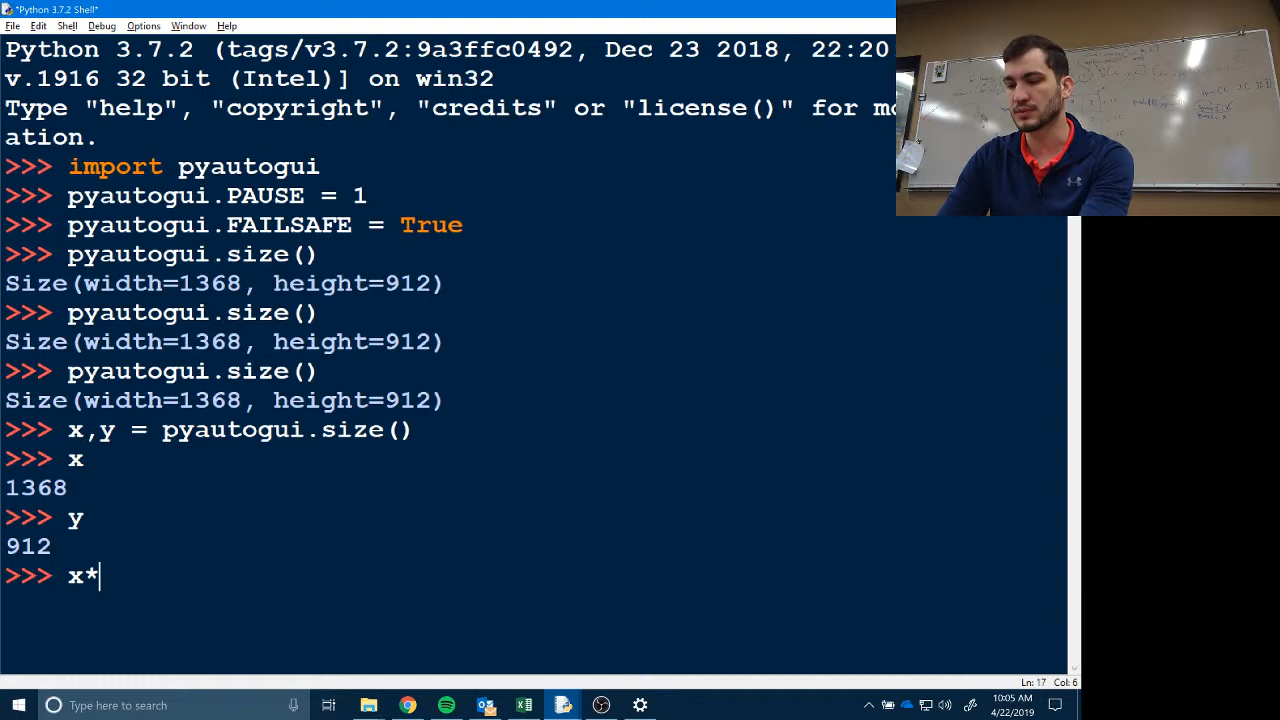 *Python 3.7.2 Shell*
File Edit Shell Debug Options Window Help
Python 3.7.2 (tags/v3.7.2:9a3ffc0492, Dec 23 2018, 22:20
v.1916 32 bit (Intel)] on win32
Type "help", "copyright", "credits" or "license()" for mo
ation.
>>> import pyautogui
>>> pyautogui.PAUSE = 1
>>> pyautogui.FAILSAFE = True
>>> pyautogui.size()
Size(width=1368, height=912)
>>> pyautogui.size()
Size(width=1368, height=912)
>>> pyautogui.size()
Size(width=1368, height=912)
>>> x,y = pyautogui.size()
>>> x
1368
>>> y
912
>>> x*
Ln: 17 Col: 6
Type here to search
10:05 AM
4/22/2019